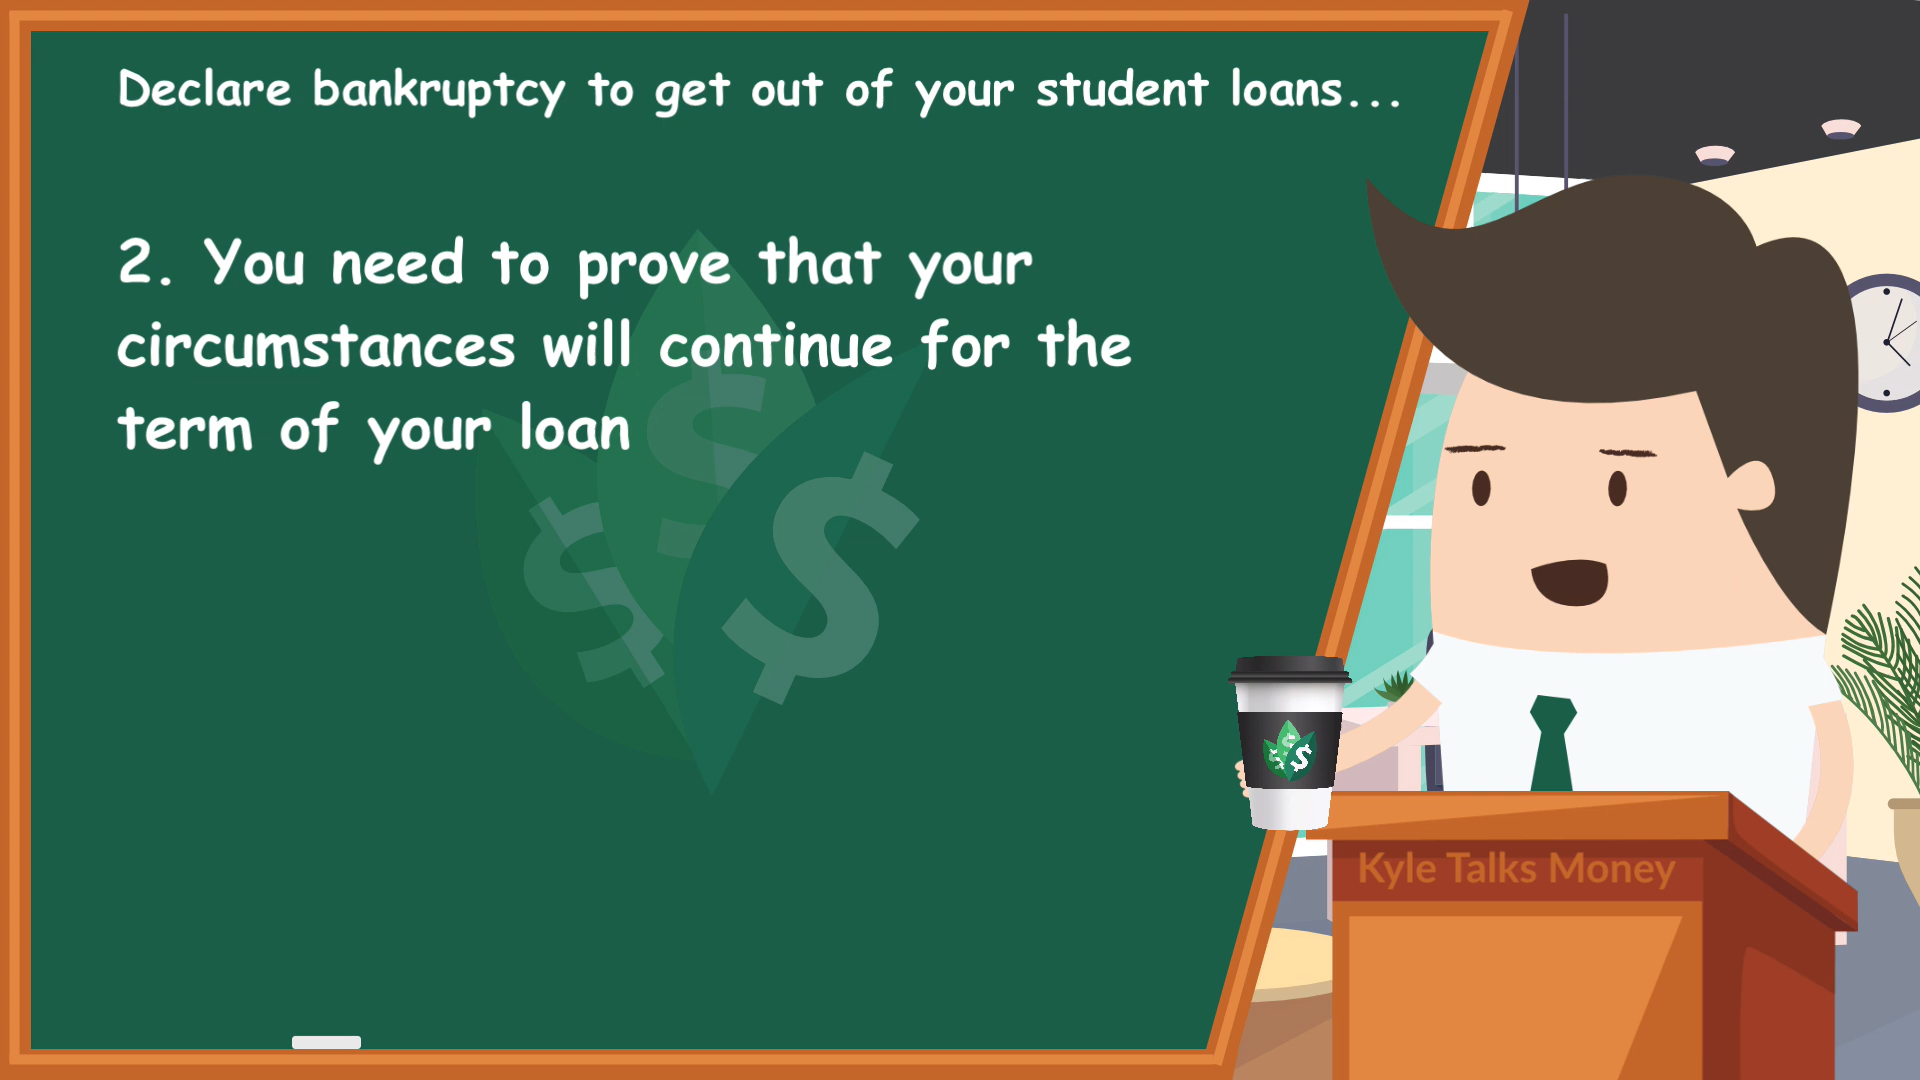 Declare bankruptcy to get out of your student loans...
2. You need to prove that your
circumstances will continue for the
term of your loan
$ $ $
$ $ $
Kyle Talks Money